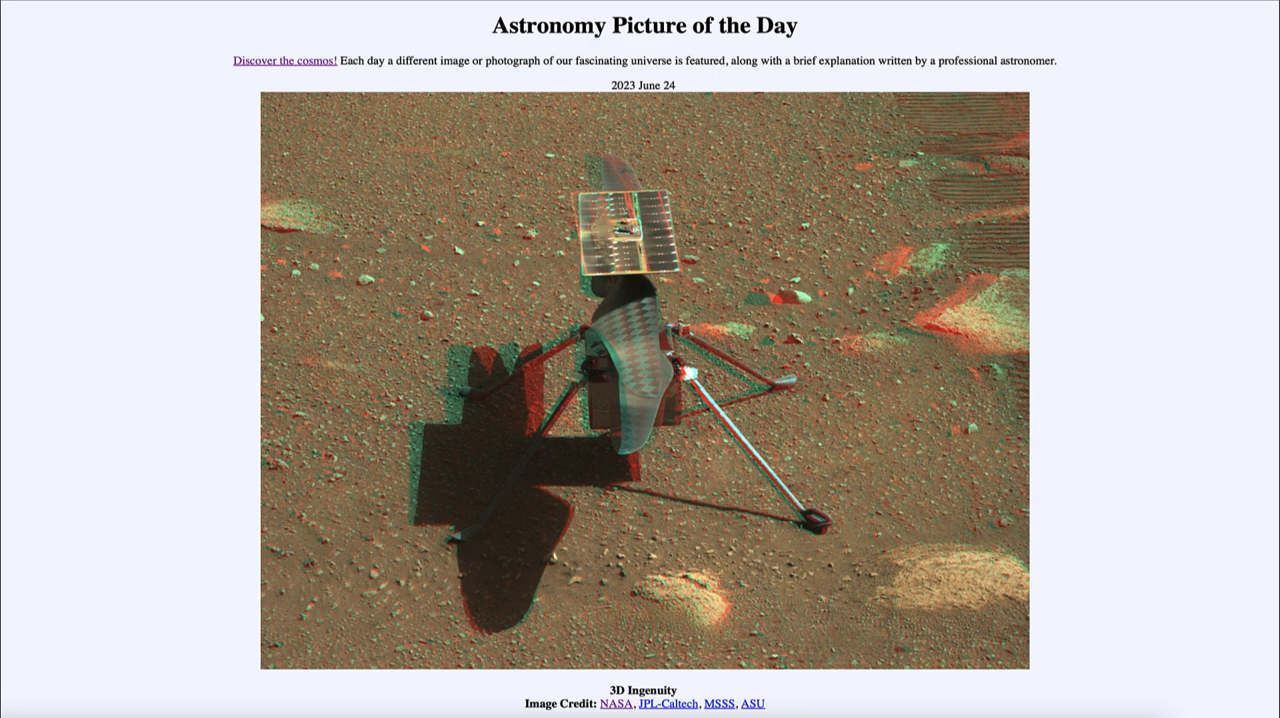 Astronomy Picture of the Day
Discover the cosmos! Each day a different image or photograph of our fascinating universe is featured, along with a brief explanation written by a professional astronomer.
2023 June 24
3D Ingenuity
Image Credit: NASA, JPL-Caltech, MSSS, ASU